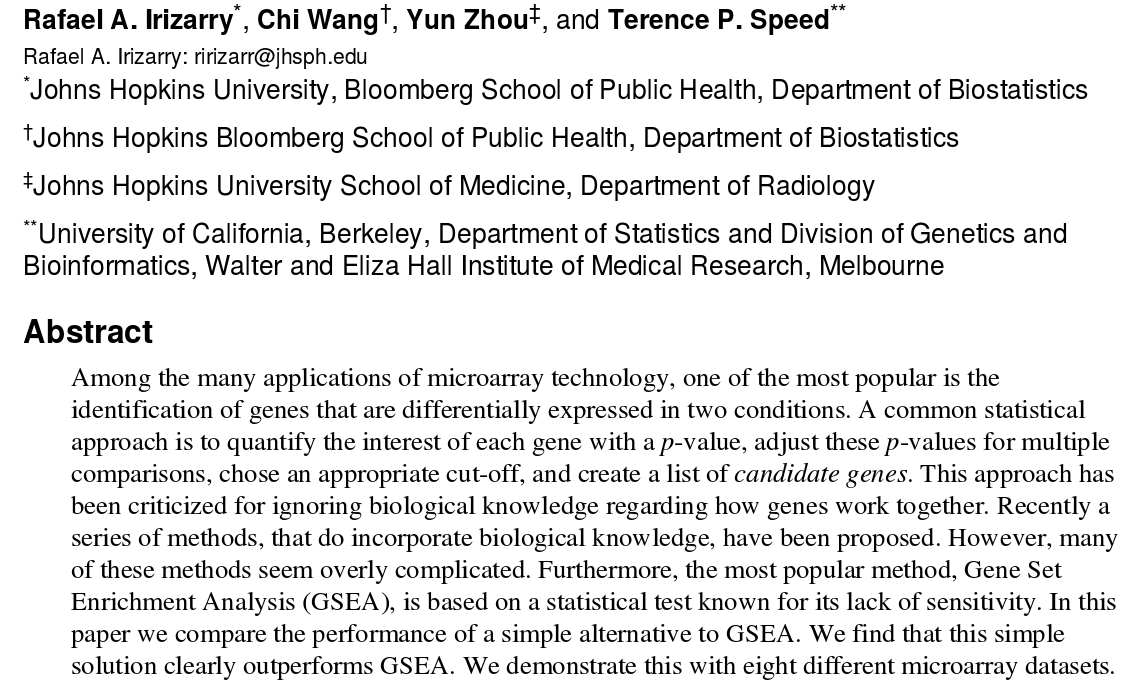 Rafael A. Irizarry*, Chi Wang†, Yun Zhou‡, and Terence P. Speed**
Rafael A. Irizarry: ririzarr@jhsph.edu
*Johns Hopkins University, Bloomberg School of Public Health, Department of Biostatistics
†Johns Hopkins Bloomberg School of Public Health, Department of Biostatistics
‡Johns Hopkins University School of Medicine, Department of Radiology
**University of California, Berkeley, Department of Statistics and Division of Genetics and
Bioinformatics, Walter and Eliza Hall Institute of Medical Research, Melbourne
Abstract
Among the many applications of microarray technology, one of the most popular is the
identification of genes that are differentially expressed in two conditions. A common statistical
approach is to quantify the interest of each gene with a p-value, adjust these p-values for multiple
comparisons, chose an appropriate cut-off, and create a list of candidate genes. This approach has
been criticized for ignoring biological knowledge regarding how genes work together. Recently a
series of methods, that do incorporate biological knowledge, have been proposed. However, many
of these methods seem overly complicated. Furthermore, the most popular method, Gene Set
Enrichment Analysis (GSEA), is based on a statistical test known for its lack of sensitivity. In this
paper we compare the performance of a simple alternative to GSEA. We find that this simple
solution clearly outperforms GSEA. We demonstrate this with eight different microarray datasets.